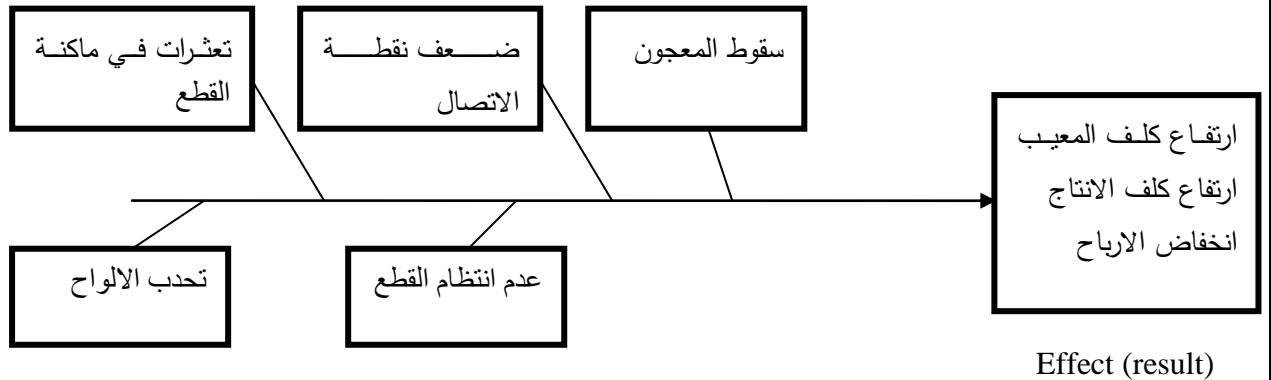 تعثرات في ماكنة
القطع
ضعف نقطة
الاتصال
سقوط المعجون
ارتفاع كلف المعيب
ارتفاع كلف الانتاج
انخفاض الارباح
تحدب الالواح
عدم انتظام القطع
Effect (result)